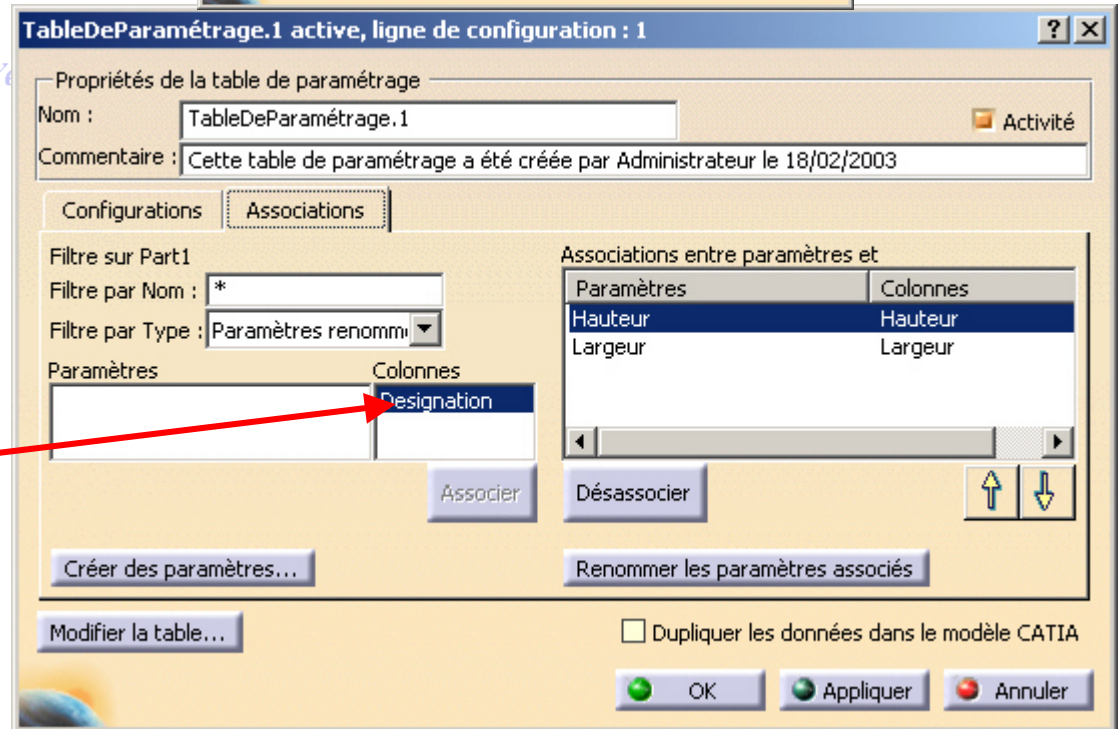 TableDeParamétrage.1 active, ligne de configuration : 1
Propriétés de la table de paramétrage
Nom : TableDeParamétrage.1 Activité
Commentaire : Cette table de paramétrage a été créée par Administrateur le 18/02/2003
Configurations Associations
Filtre sur Part1
Filtre par Nom : *
Filtre par Type : Paramètres renomm
Paramètres Colonnes
Designation
Associer
Créer des paramètres...
Associations entre paramètres et
Paramètres Colonnes
Hauteur Hauteur
Largeur Largeur
Désassocier
Renommer les paramètres associés
Modifier la table...
Dupliquer les données dans le modèle CATIA
OK Appliquer Annuler